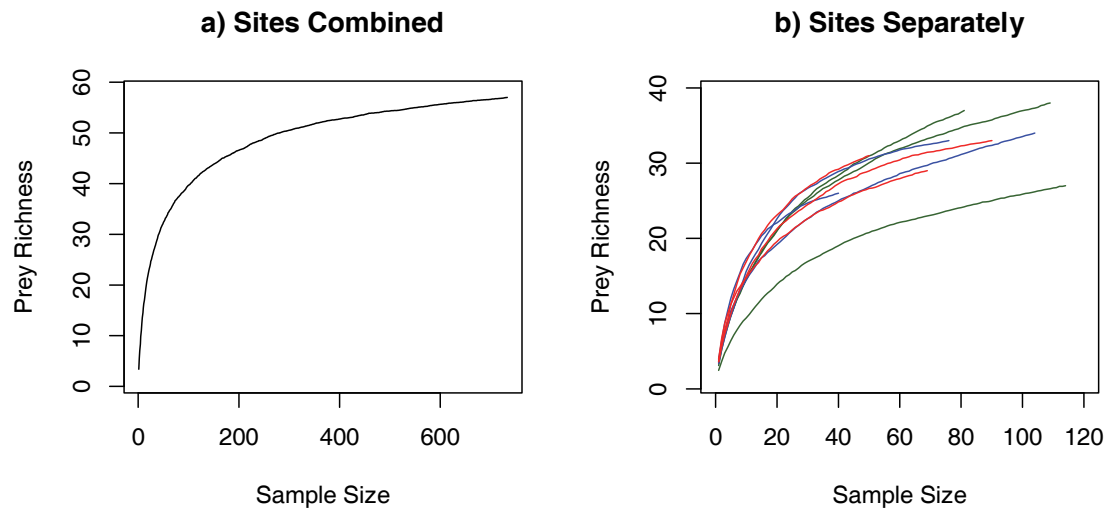 a) Sites Combined
Prey Richness
60
50
40
30
20
10
0
0 200 400 600
Sample Size
b) Sites Separately
Prey Richness
40
30
20
10
0
0 20 40 60 80 100 120
Sample Size